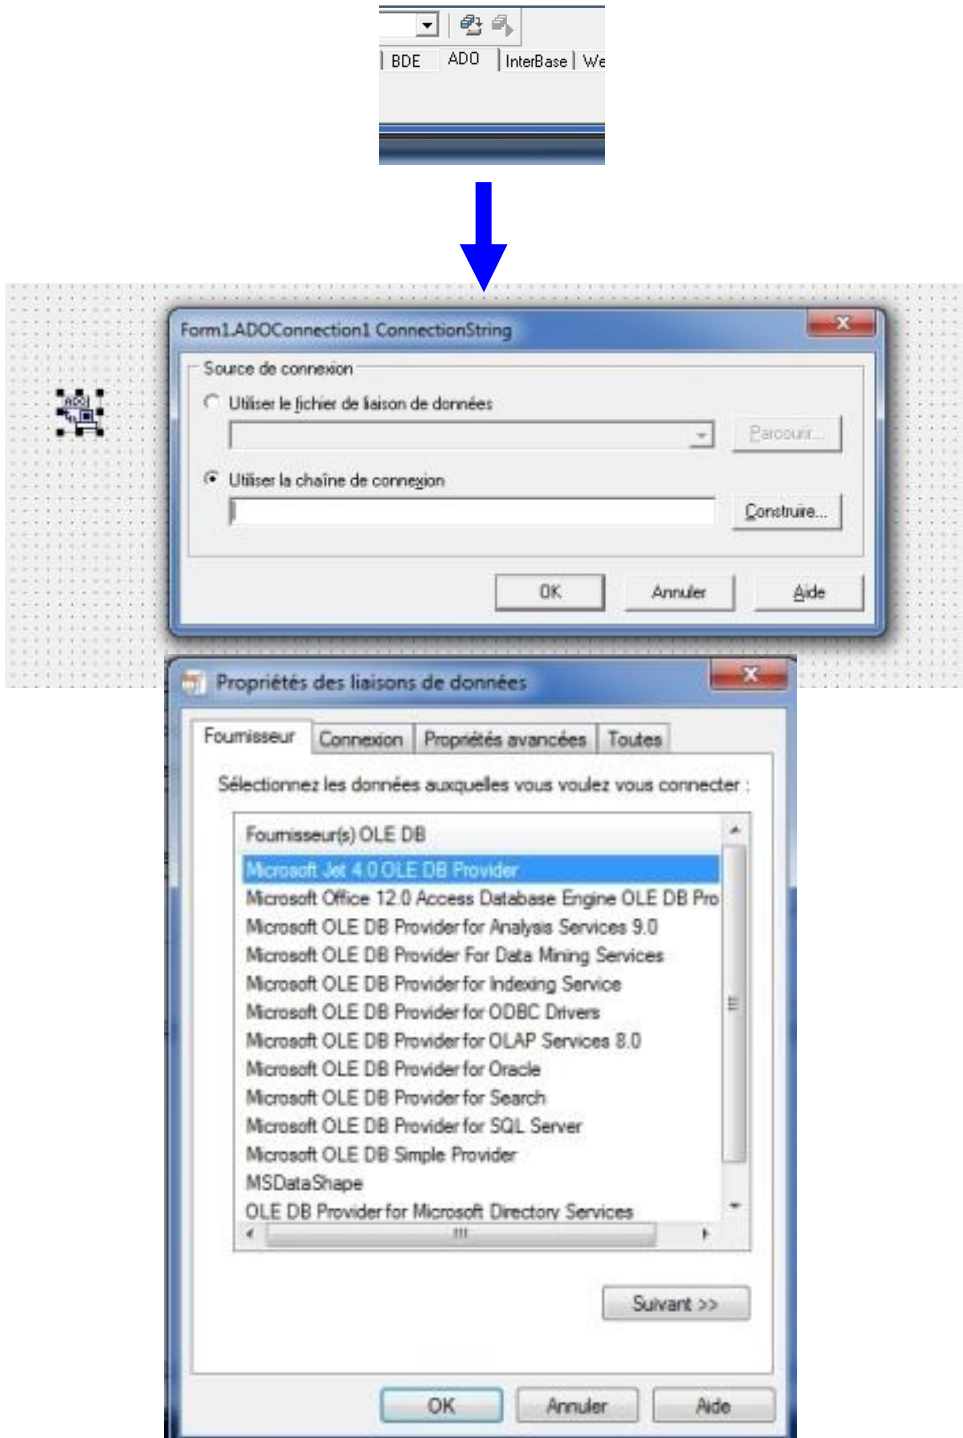 BDE ADO InterBase We
Form1.ADOConnection1 ConnectionString
Source de connexion
Utiliser le fichier de liaison de données
Parcourir...
Utiliser la chaîne de connexion
Construire...
OK Annuler Aide
ADO
Propriétés des liaisons de données
Fournisseur Connexion Propriétés avancées Toutes
Sélectionnez les données auxquelles vous voulez vous connecter :
Fournisseur(s) OLE DB
Microsoft Jet 4.0 OLE DB Provider
Microsoft Office 12.0 Access Database Engine OLE DB Pro
Microsoft OLE DB Provider for Analysis Services 9.0
Microsoft OLE DB Provider For Data Mining Services
Microsoft OLE DB Provider for Indexing Service
Microsoft OLE DB Provider for ODBC Drivers
Microsoft OLE DB Provider for OLAP Services 8.0
Microsoft OLE DB Provider for Oracle
Microsoft OLE DB Provider for Search
Microsoft OLE DB Provider for SQL Server
Microsoft OLE DB Simple Provider
MSDataShape
OLE DB Provider for Microsoft Directory Services
Suivant >>
OK Annuler Aide